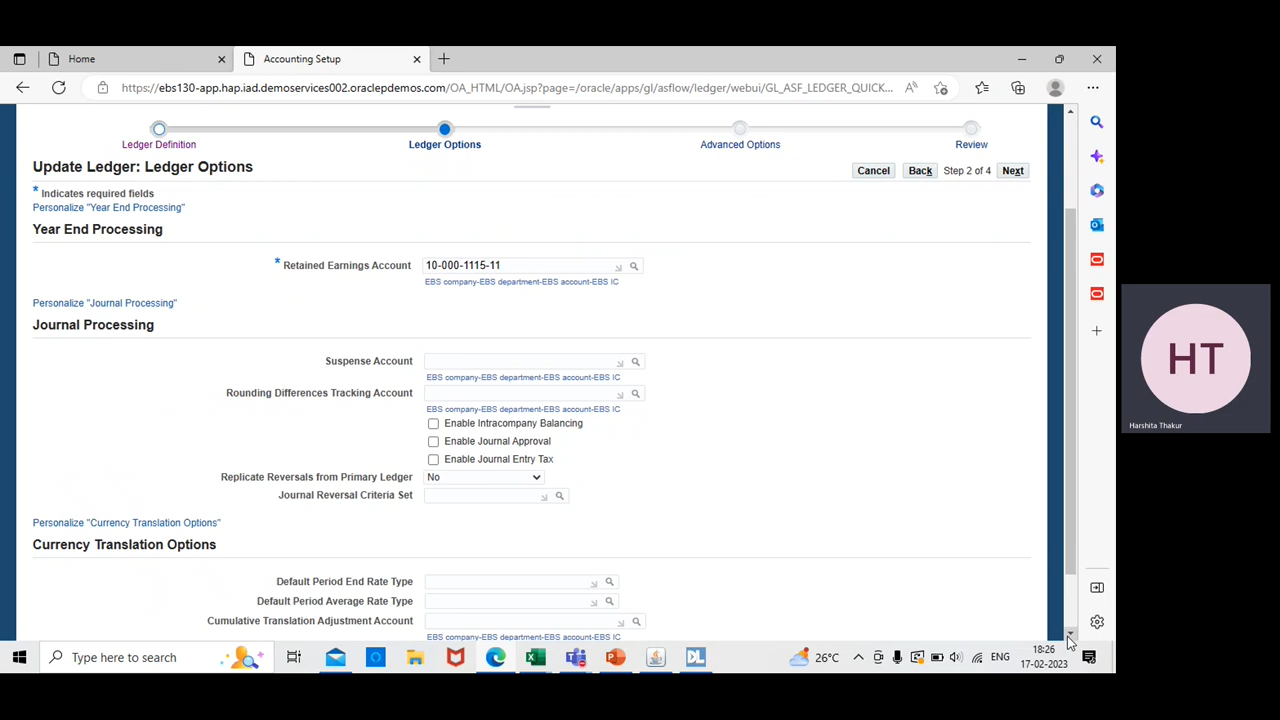 Home
Accounting Setup
https://ebs130-app.hap.iad.demoservices002.oraclepdemos.com/OA_HTML/OA.jsp?page=/oracle/apps/gl/asflow/ledger/webui/GL_ASF_LEDGER_QUICK...
Ledger Definition
Ledger Options
Advanced Options
Review
Update Ledger: Ledger Options
Cancel
Back
Step 2 of 4
Next
* Indicates required fields
Personalize "Year End Processing"
Year End Processing
* Retained Earnings Account
10-000-1115-11
EBS company-EBS department-EBS account-EBS IC
Personalize "Journal Processing"
Journal Processing
Suspense Account
EBS company-EBS department-EBS account-EBS IC
Rounding Differences Tracking Account
EBS company-EBS department-EBS account-EBS IC
Enable Intracompany Balancing
Enable Journal Approval
Enable Journal Entry Tax
Replicate Reversals from Primary Ledger
No
Journal Reversal Criteria Set
Personalize "Currency Translation Options"
Currency Translation Options
Default Period End Rate Type
Default Period Average Rate Type
Cumulative Translation Adjustment Account
EBS company-EBS department-EBS account-EBS IC
HT
Harshita Thakur
Type here to search
DL
26°C
ENG
18:26
17-02-2023